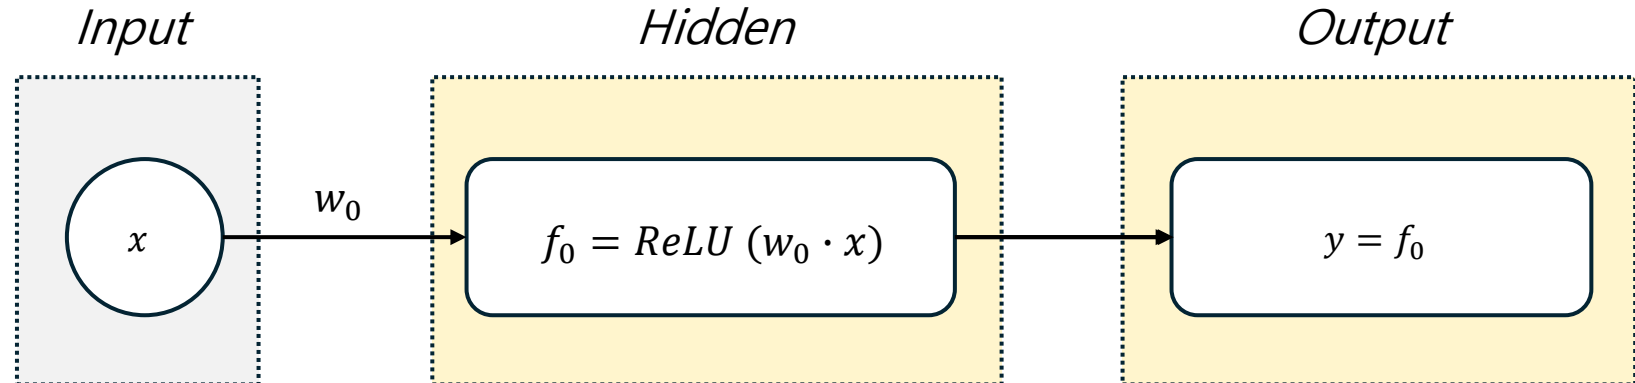 Input
Hidden
Output
x
w₀
f₀ = ReLU (w₀ · x)
y = f₀